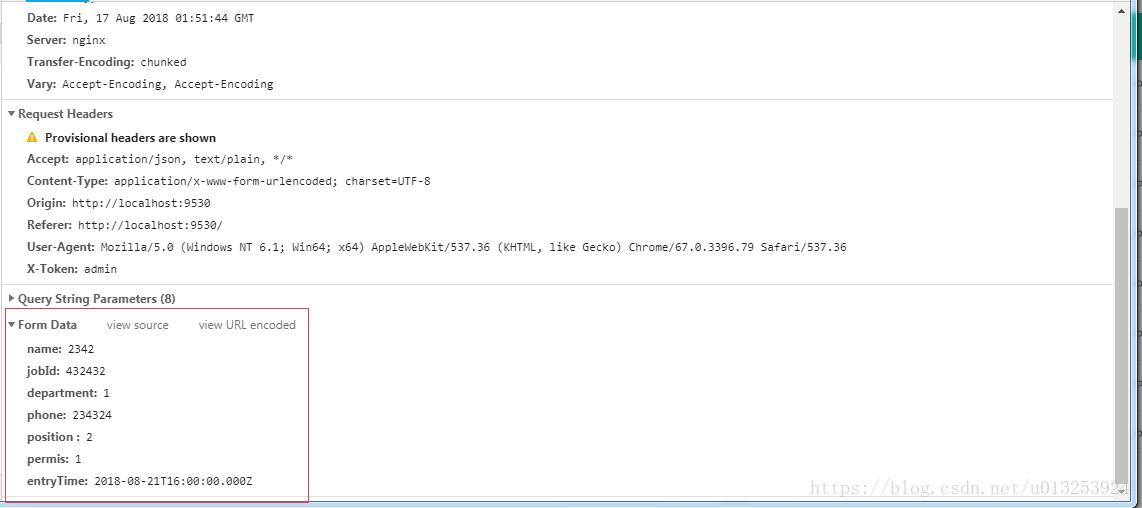 Date: Fri, 17 Aug 2018 01:51:44 GMT
Server: nginx
Transfer-Encoding: chunked
Vary: Accept-Encoding, Accept-Encoding
Request Headers
Provisional headers are shown
Accept: application/json, text/plain, */*
Content-Type: application/x-www-form-urlencoded; charset=UTF-8
Origin: http://localhost:9530
Referer: http://localhost:9530/
User-Agent: Mozilla/5.0 (Windows NT 6.1; Win64; x64) AppleWebKit/537.36 (KHTML, like Gecko) Chrome/67.0.3396.79 Safari/537.36
X-Token: admin
Query String Parameters (8)
Form Data view source view URL encoded
name: 2342
jobId: 432432
department: 1
phone: 234324
position : 2
permis: 1
entryTime: 2018-08-21T16:00:00.000Z
https://blog.csdn.net/u013253921